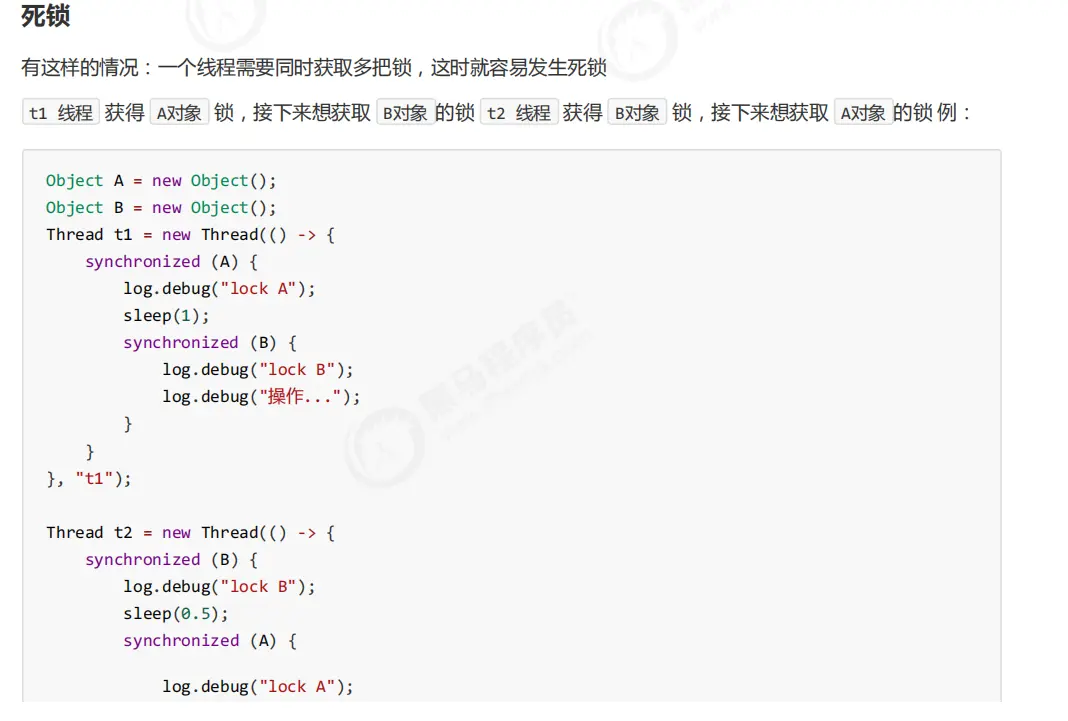 死锁
有这样的情况：一个线程需要同时获取多把锁，这时就容易发生死锁
t1 线程 获得 A对象 锁，接下来想获取 B对象 的锁 t2 线程 获得 B对象 锁，接下来想获取 A对象 的锁 例：
Object A = new Object();
Object B = new Object();
Thread t1 = new Thread(() -> {
    synchronized (A) {
        log.debug("lock A");
        sleep(1);
        synchronized (B) {
            log.debug("lock B");
            log.debug("操作...");
        }
    }
}, "t1");
Thread t2 = new Thread(() -> {
    synchronized (B) {
        log.debug("lock B");
        sleep(0.5);
        synchronized (A) {
            log.debug("lock A");
黑马程序员